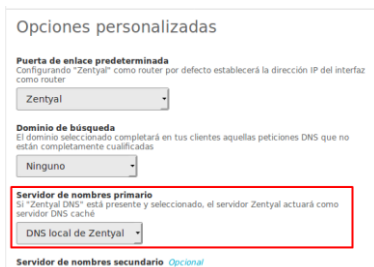 Opciones personalizadas
Puerta de enlace predeterminada
Configurando "Zentyal" como router por defecto establecerá la dirección IP del interfaz
como router
Zentyal
Dominio de búsqueda
El dominio seleccionado completará en tus clientes aquellas peticiones DNS que no
están completamente cualificadas
Ninguno
Servidor de nombres primario
Si "Zentyal DNS" está presente y seleccionado, el servidor Zentyal actuará como
servidor DNS caché
DNS local de Zentyal
Servidor de nombres secundario Opcional